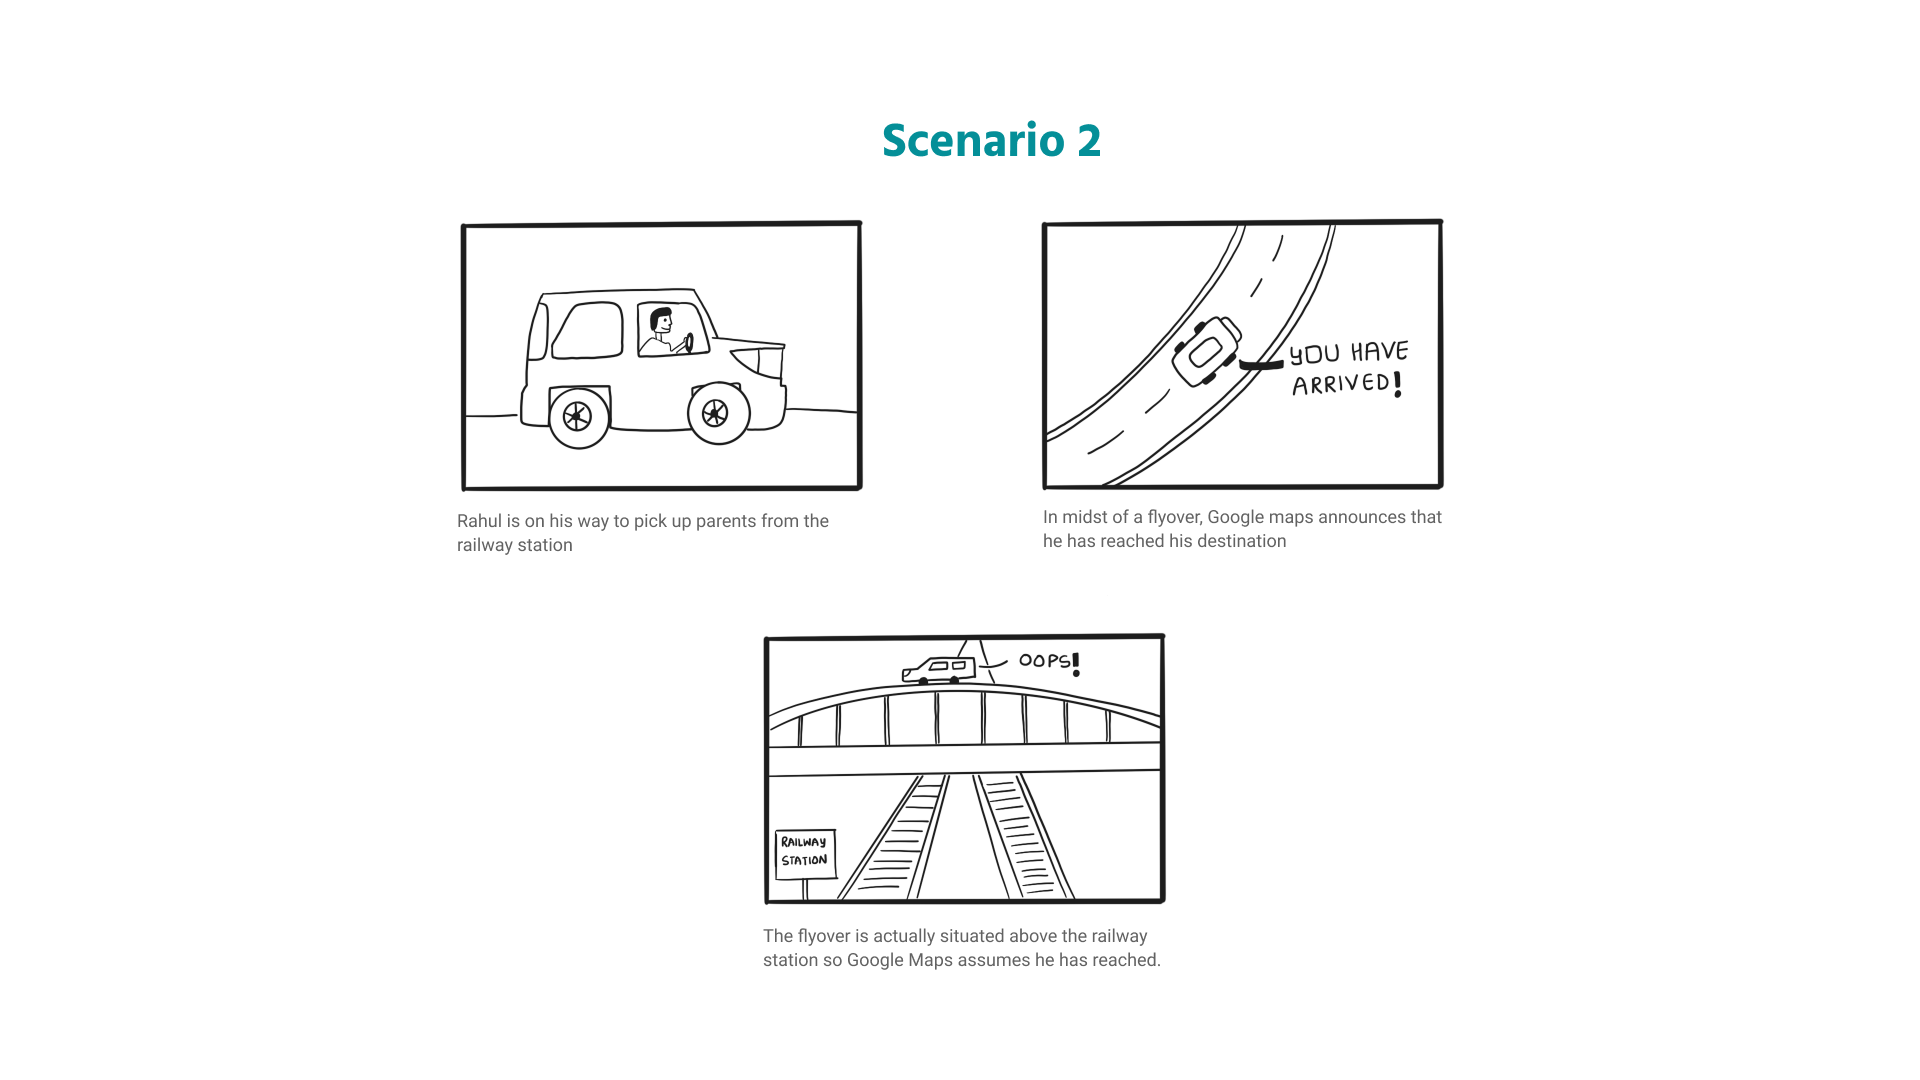 Scenario 2
YOU HAVE
ARRIVED!
Rahul is on his way to pick up parents from the
railway station
In midst of a flyover, Google maps announces that
he has reached his destination
OOPS!
RAILWAY
STATION
The flyover is actually situated above the railway
station so Google Maps assumes he has reached.